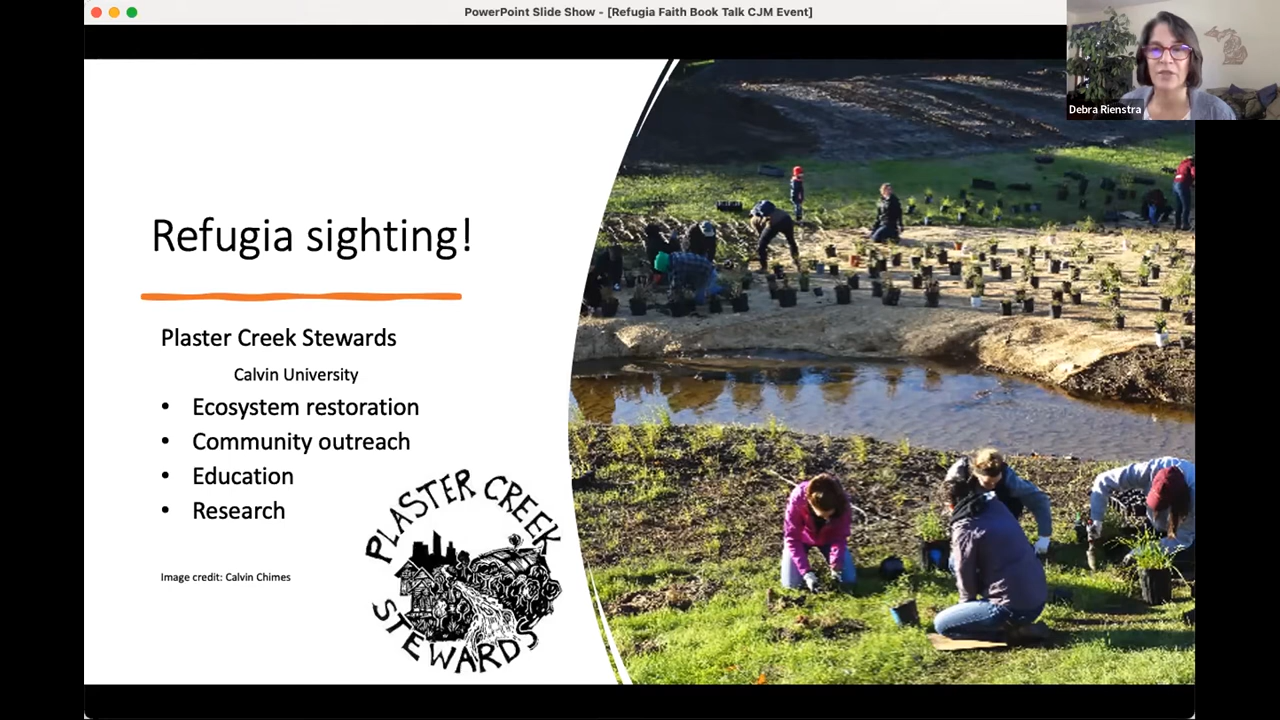 PowerPoint Slide Show - [Refugia Faith Book Talk CJM Event]
Debra Rienstra
Refugia sighting!
Plaster Creek Stewards
Calvin University
• Ecosystem restoration
• Community outreach
• Education
• Research
PLASTER CREEK
STEWARDS
Image credit: Calvin Chimes